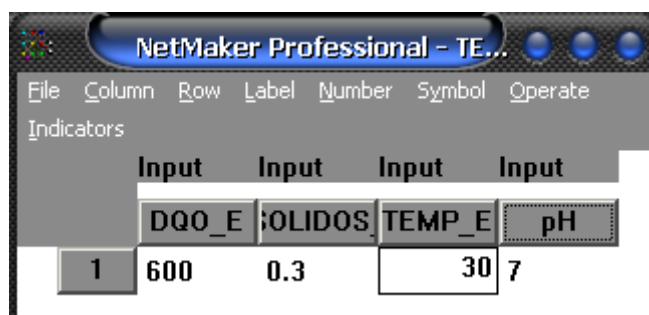 NetMaker Professional - TE...
File Column Row Label Number Symbol Operate
Indicators
Input Input Input Input
DQO_E SOLIDOS_ TEMP_E pH
1 600 0.3 30 7